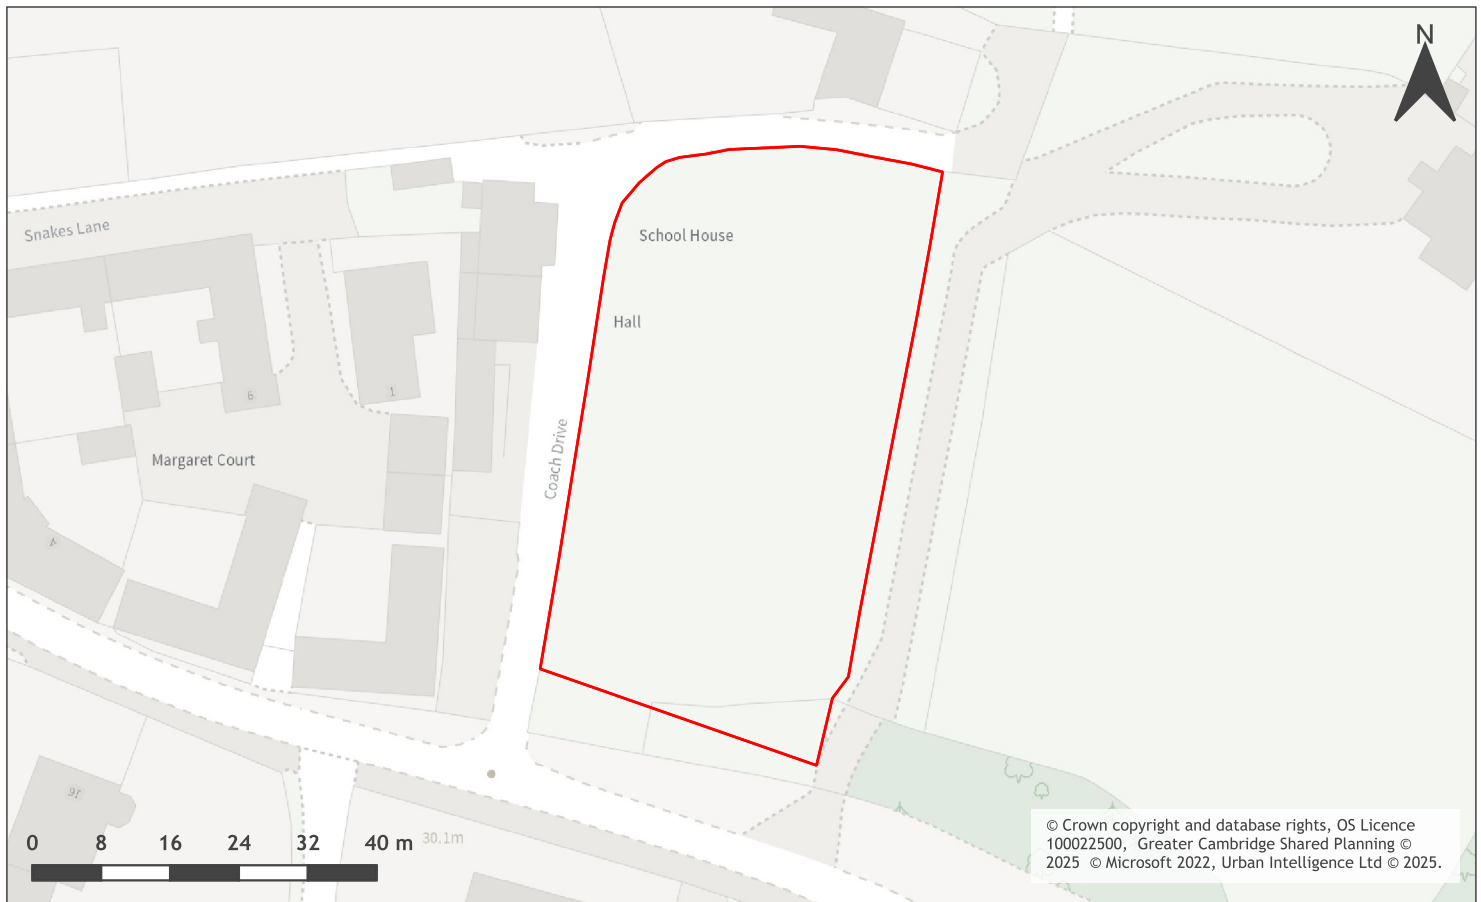 N
Snakes Lane
School House
Hall
6
1
Coach Drive
Margaret Court
4
16
0 8 16 24 32 40 m
30.1m
© Crown copyright and database rights, OS Licence
100022500, Greater Cambridge Shared Planning ©
2025 © Microsoft 2022, Urban Intelligence Ltd © 2025.